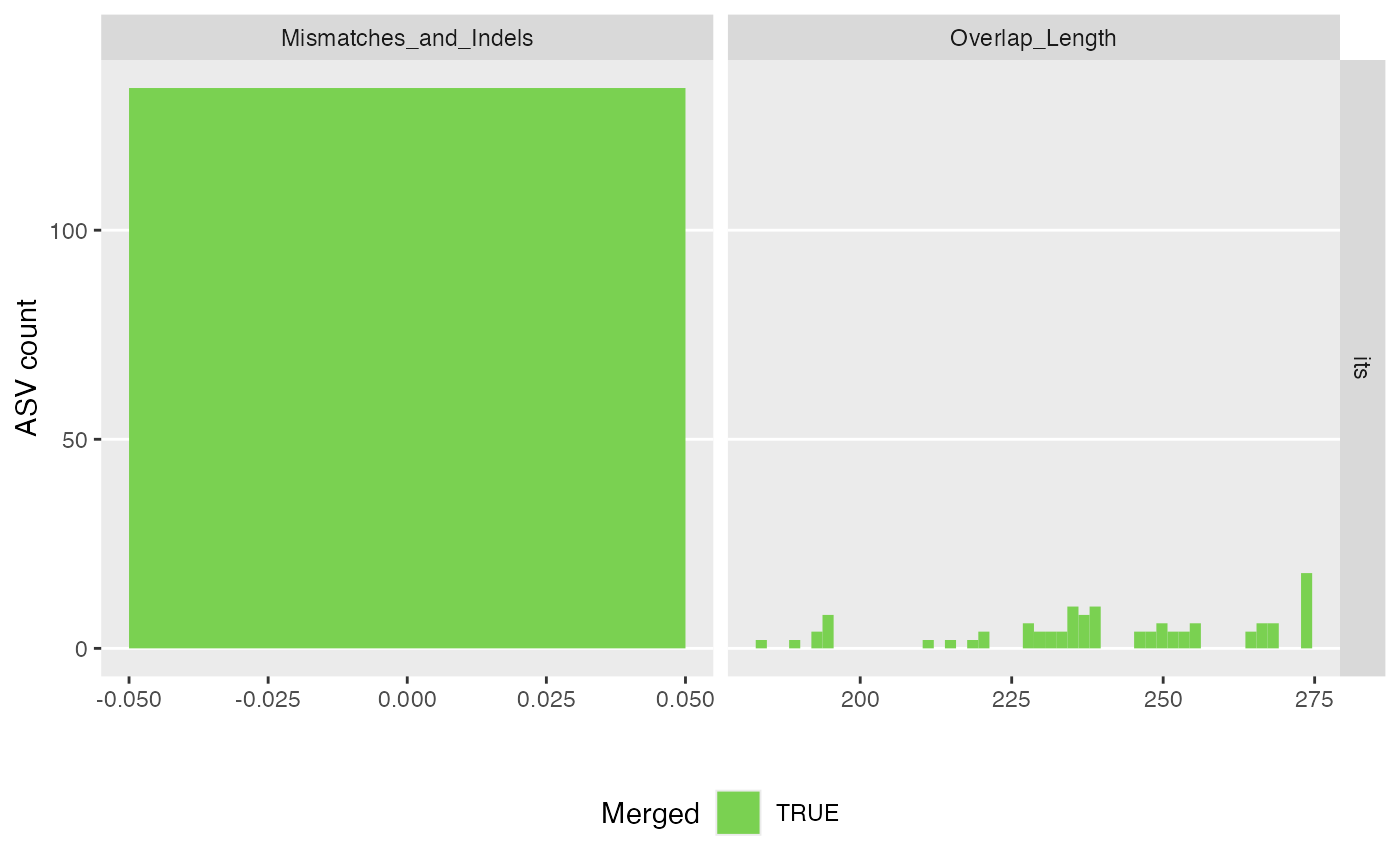 Mismatches_and_Indels Overlap_Length
ASV count
100
50
0
its
-0.050 -0.025 0.000 0.025 0.050 200 225 250 275
Merged TRUE